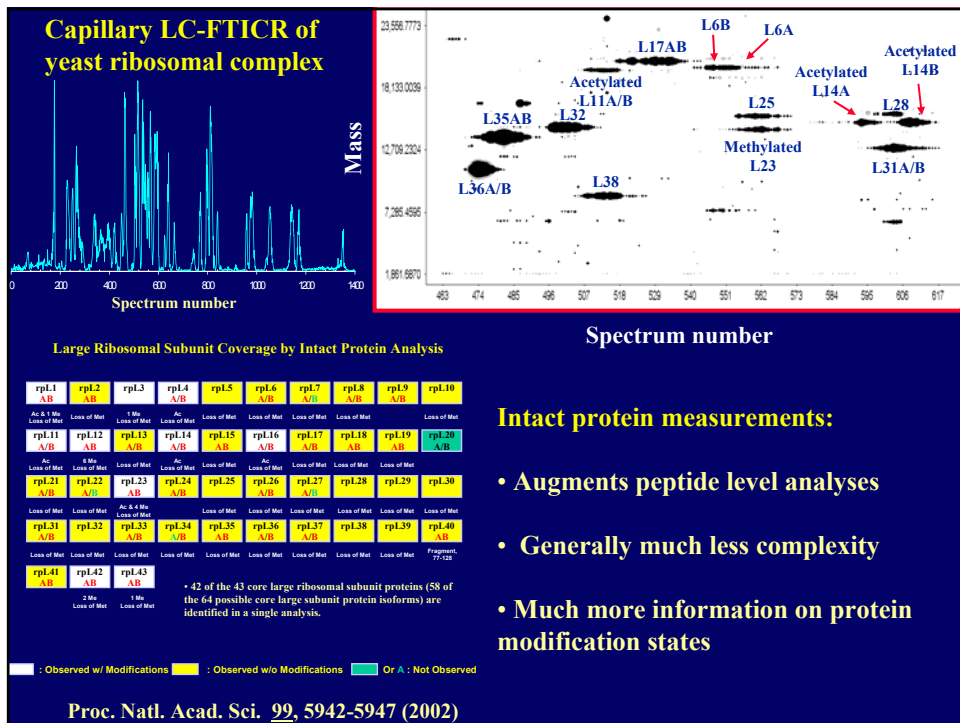 Capillary LC-FTICR of
yeast ribosomal complex
0 200 400 600 800 1000 1200 1400
Spectrum number
Mass
23,556.7773
18,133.0039
12,709.2304
7,285.4565
1,861.6870
463 474 485 496 507 518 529 540 551 562 573 584 595 606 617
L6B
L6A
L17AB
Acetylated
L11A/B
Acetylated
L14A
Acetylated
L14B
L35AB
L32
L25
L28
Methylated
L23
L31A/B
L36A/B
L38
Spectrum number
Large Ribosomal Subunit Coverage by Intact Protein Analysis
rpL1 rpL2 rpL3 rpL4 rpL5 rpL6 rpL7 rpL8 rpL9 rpL10
AB AB A/B A/B A/B A/B A/B
Ac & 1 Me 1 Me Ac
Loss of Met Loss of Met Loss of Met Loss of Met Loss of Met Loss of Met Loss of Met Loss of Met
rpL11 rpL12 rpL13 rpL14 rpL15 rpL16 rpL17 rpL18 rpL19 rpL20
A/B AB A/B A/B AB A/B AB AB AB A/B
Ac 6 Me Ac Ac
Loss of Met Loss of Met Loss of Met Loss of Met Loss of Met Loss of Met Loss of Met Loss of Met Loss of Met
rpL21 rpL22 rpL23 rpL24 rpL25 rpL26 rpL27 rpL28 rpL29 rpL30
A/B A/B AB A/B A/B A/B
Ac & 4 Me
Loss of Met Loss of Met Loss of Met Loss of Met Loss of Met Loss of Met Loss of Met Loss of Met Loss of Met
rpL31 rpL32 rpL33 rpL34 rpL35 rpL36 rpL37 rpL38 rpL39 rpL40
A/B A/B A/B AB A/B A/B AB
Loss of Met Loss of Met Loss of Met Loss of Met Loss of Met Loss of Met Loss of Met Loss of Met Loss of Met Fragment,
77-128
rpL41 rpL42 rpL43
AB AB AB
2 Me 1 Me
Loss of Met Loss of Met
• 42 of the 43 core large ribosomal subunit proteins (58 of
the 64 possible core large subunit protein isoforms) are
identified in a single analysis.
: Observed w/ Modifications : Observed w/o Modifications Or A : Not Observed
Proc. Natl. Acad. Sci. 99, 5942-5947 (2002)
Intact protein measurements:
• Augments peptide level analyses
• Generally much less complexity
• Much more information on protein
modification states